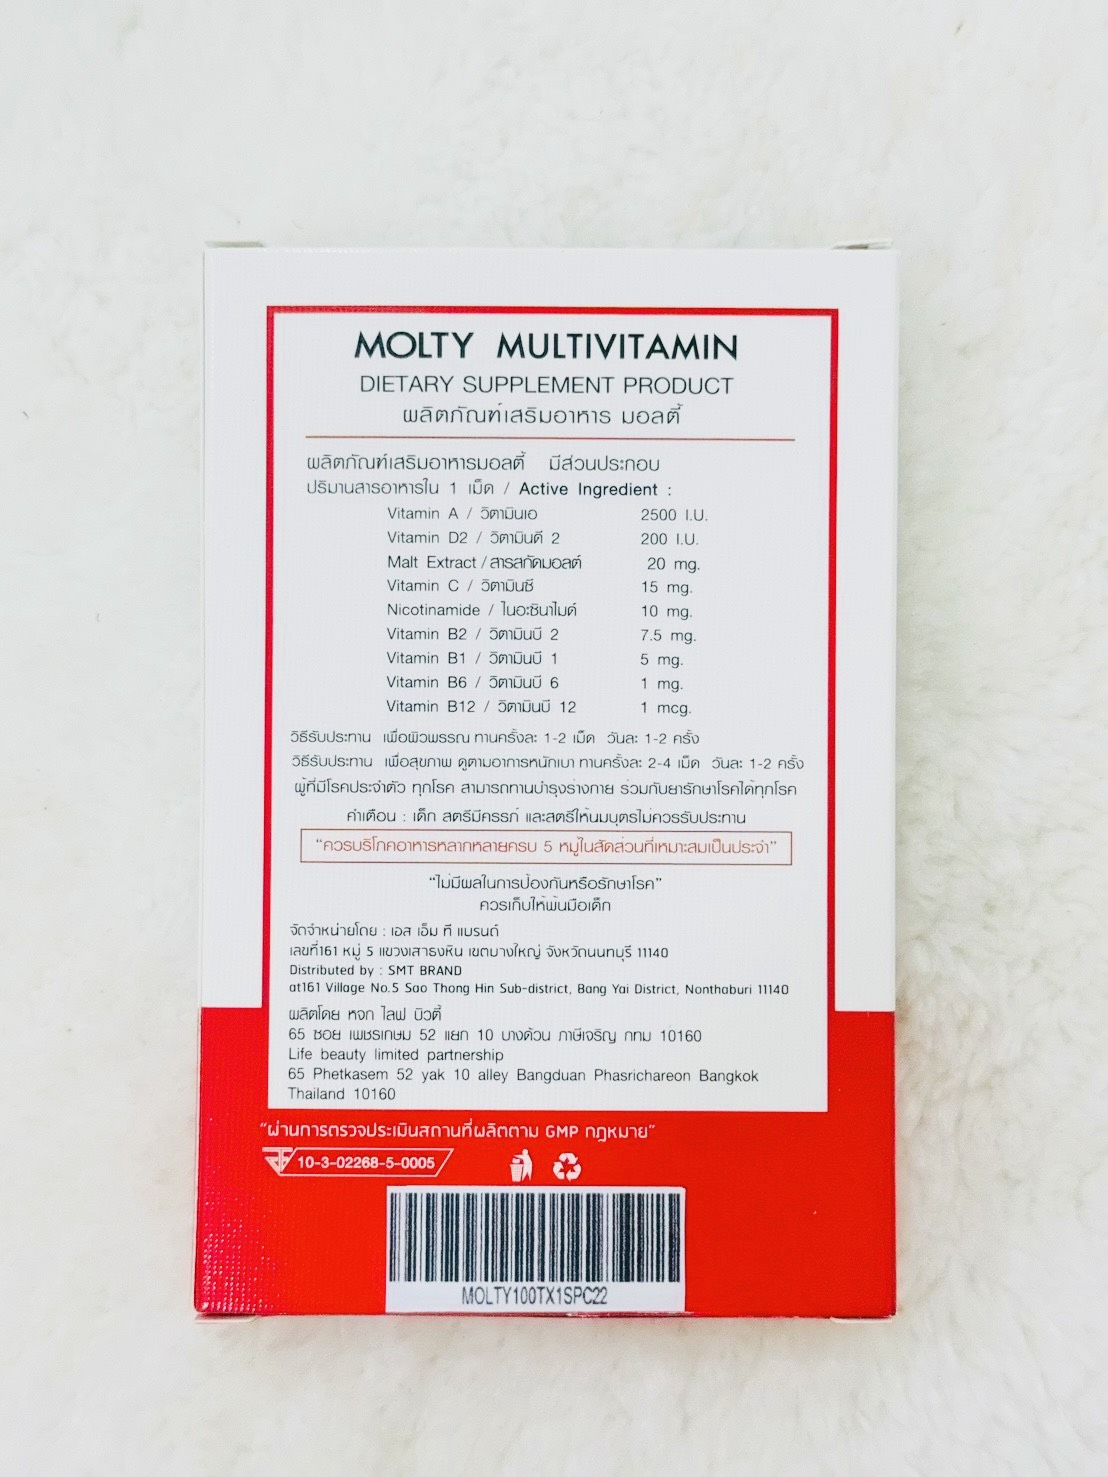 MOLTY MULTIVITAMIN
DIETARY SUPPLEMENT PRODUCT
ผลิตภัณฑ์เสริมอาหาร มอลตี้
ผลิตภัณฑ์เสริมอาหารมอลตี้ มีส่วนประกอบ
ปริมานสารอาหารใน 1 เม็ด / Active Ingredient :
Vitamin A / วิตามินเอ 2500 I.U.
Vitamin D2 / วิตามินดี 2 200 I.U.
Malt Extract / สารสกัดมอลต์ 20 mg.
Vitamin C / วิตามินซี 15 mg.
Nicotinamide / ไนอะซินาไมด์ 10 mg.
Vitamin B2 / วิตามินบี 2 7.5 mg.
Vitamin B1 / วิตามินบี 1 5 mg.
Vitamin B6 / วิตามินบี 6 1 mg.
Vitamin B12 / วิตามินบี 12 1 mcg.
วิธีรับประทาน เพื่อผิวพรรณ ทานครั้งละ 1-2 เม็ด วันละ 1-2 ครั้ง
วิธีรับประทาน เพื่อสุขภาพ ดูตามอาการหนักเบา ทานครั้งละ 2-4 เม็ด วันละ 1-2 ครั้ง
ผู้ที่มีโรคประจำตัว ทุกโรค สามารถทานบำรุงร่างกาย ร่วมกับยารักษาโรคได้ทุกโรค
คำเตือน : เด็ก สตรีมีครรภ์ และสตรีให้นมบุตรไม่ควรรับประทาน
"ควรบริโภคอาหารหลากหลายครบ 5 หมู่ในสัดส่วนที่เหมาะสมเป็นประจำ"
"ไม่มีผลในการป้องกันหรือรักษาโรค"
ควรเก็บให้พ้นมือเด็ก
จัดจำหน่ายโดย : เอส เอ็ม ที แบรนด์
เลขที่161 หมู่ 5 แขวงเสาธงหิน เขตบางใหญ่ จังหวัดนนทบุรี 11140
Distributed by : SMT BRAND
at161 Village No.5 Sao Thong Hin Sub-district, Bang Yai District, Nonthaburi 11140
ผลิตโดย หจก ไลฟ บิวตี้
65 ซอย เพชรเกษม 52 แยก 10 บางด้วน ภาษีเจริญ กทม 10160
Life beauty limited partnership
65 Phetkasem 52 yak 10 alley Bangduan Phasrichareon Bangkok
Thailand 10160
"ผ่านการตรวจประเมินสถานที่ผลิตตาม GMP กฎหมาย"
อย 10-3-02268-5-0005
MOLTY100TX1SPC22